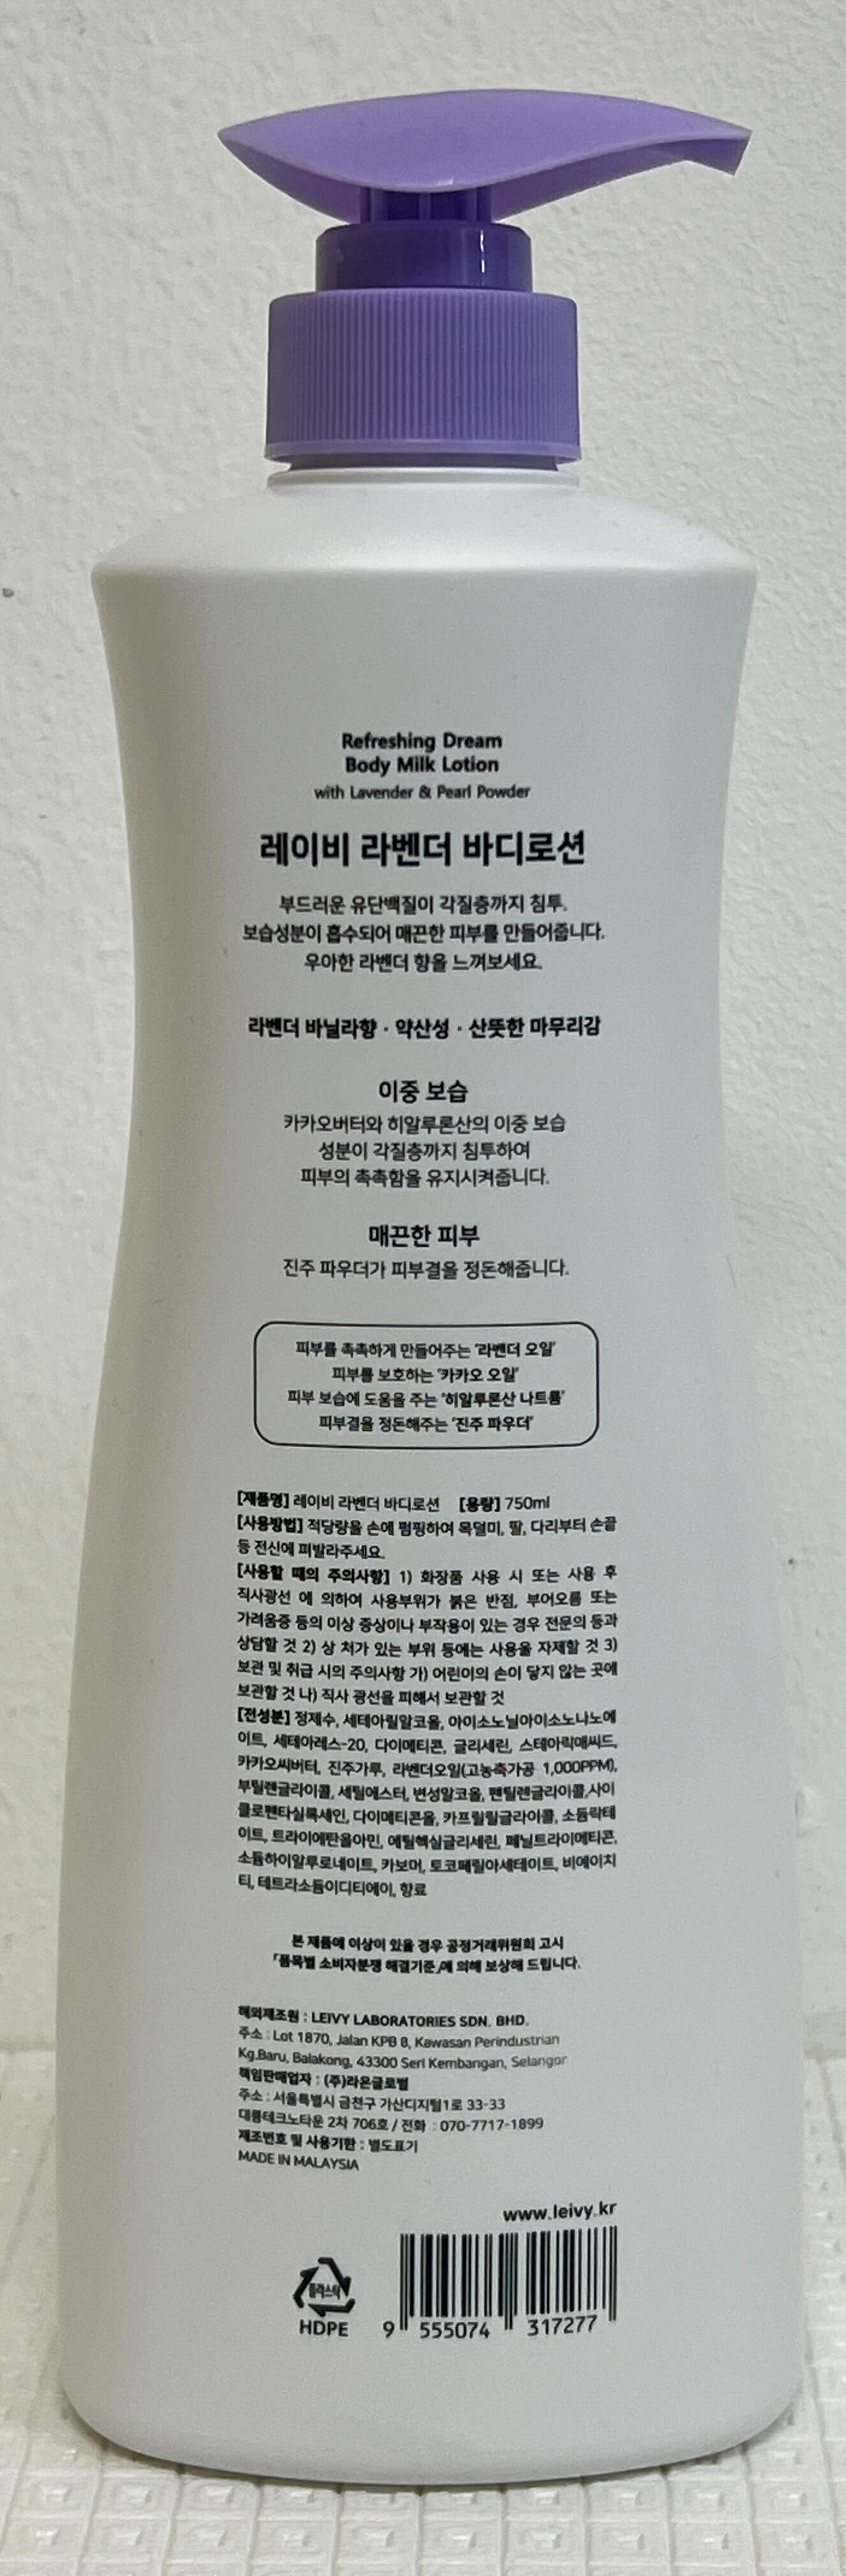 Refreshing Dream
Body Milk Lotion
with Lavender & Pearl Powder
레이비 라벤더 바디로션
부드러운 유단백질이 각질층까지 침투.
보습성분이 흡수되어 매끈한 피부를 만들어줍니다.
우아한 라벤더 향을 느껴보세요.
라벤더 바닐라향 · 약산성 · 산뜻한 마무리감
이중 보습
카카오버터와 히알루론산의 이중 보습
성분이 각질층까지 침투하여
피부의 촉촉함을 유지시켜줍니다.
매끈한 피부
진주 파우더가 피부결을 정돈해줍니다.
피부를 촉촉하게 만들어주는 '라벤더 오일'
피부를 보호하는 '카카오 오일'
피부 보습에 도움을 주는 '히알루론산 나트륨'
피부결을 정돈해주는 '진주 파우더'
[제품명] 레이비 라벤더 바디로션 [용량] 750ml
[사용방법] 적당량을 손에 펌핑하여 목덜미, 팔, 다리부터 손끝
등 전신에 펴발라주세요.
[사용할 때의 주의사항] 1) 화장품 사용 시 또는 사용 후
직사광선 에 의하여 사용부위가 붉은 반점, 부어오름 또는
가려움증 등의 이상 증상이나 부작용이 있는 경우 전문의 등과
상담할 것 2) 상 처가 있는 부위 등에는 사용을 자제할 것 3)
보관 및 취급 시의 주의사항 가) 어린이의 손이 닿지 않는 곳에
보관할 것 나) 직사 광선을 피해서 보관할 것
[전성분] 정제수, 세테아릴알코올, 아이소노닐아이소노나노에
이트, 세테아레스-20, 다이메티콘, 글리세린, 스테아릭애씨드,
카카오씨버터, 진주가루, 라벤더오일(고농축가공 1,000PPM),
부틸렌글라이콜, 세틸에스터, 변성알코올, 펜틸렌글라이콜,사이
클로펜타실록세인, 다이메티콘올, 카프릴릴글라이콜, 소듐락테
이트, 트라이에탄올아민, 에틸헥실글리세린, 페닐트라이메티콘,
소듐하이알루로네이트, 카보머, 토코페릴아세테이트, 비에이치
티, 테트라소듐이디티에이, 향료
본 제품에 이상이 있을 경우 공정거래위원회 고시
「품목별 소비자분쟁 해결기준」에 의해 보상해 드립니다.
해외제조원 : LEIVY LABORATORIES SDN. BHD.
주소 : Lot 1870, Jalan KPB 8, Kawasan Perindustrian
Kg.Baru, Balakong, 43300 Seri Kembangan, Selangor
책임판매업자 : (주)라온글로벌
주소 : 서울특별시 금천구 가산디지털1로 33-33
대륭테크노타운 2차 706호 / 전화 : 070-7717-1899
제조번호 및 사용기한 : 별도표기
MADE IN MALAYSIA
www.leivy.kr
플라스틱
HDPE
9 555074 317277